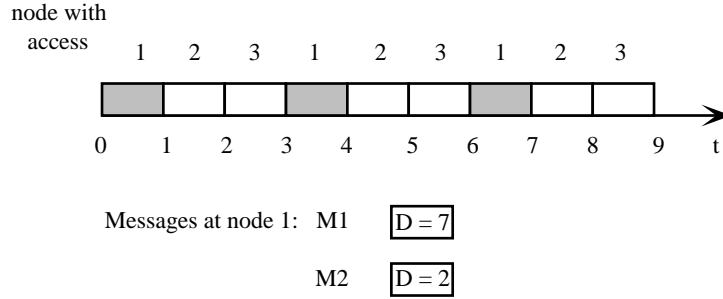 node with
access
1 2 3 1 2 3 1 2 3
0 1 2 3 4 5 6 7 8 9 t
Messages at node 1: M1 D = 7
M2 D = 2